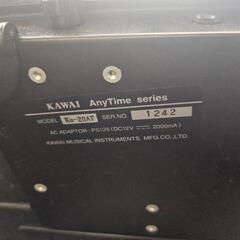 KAWAI AnyTime series
MODEL Ku-20AT SERIAL NO. 1242
AC ADAPTOR : PS125 (DC12V ⎓ 2000mA)
KAWAI MUSICAL INSTRUMENTS. MFG.CO.,LTD.